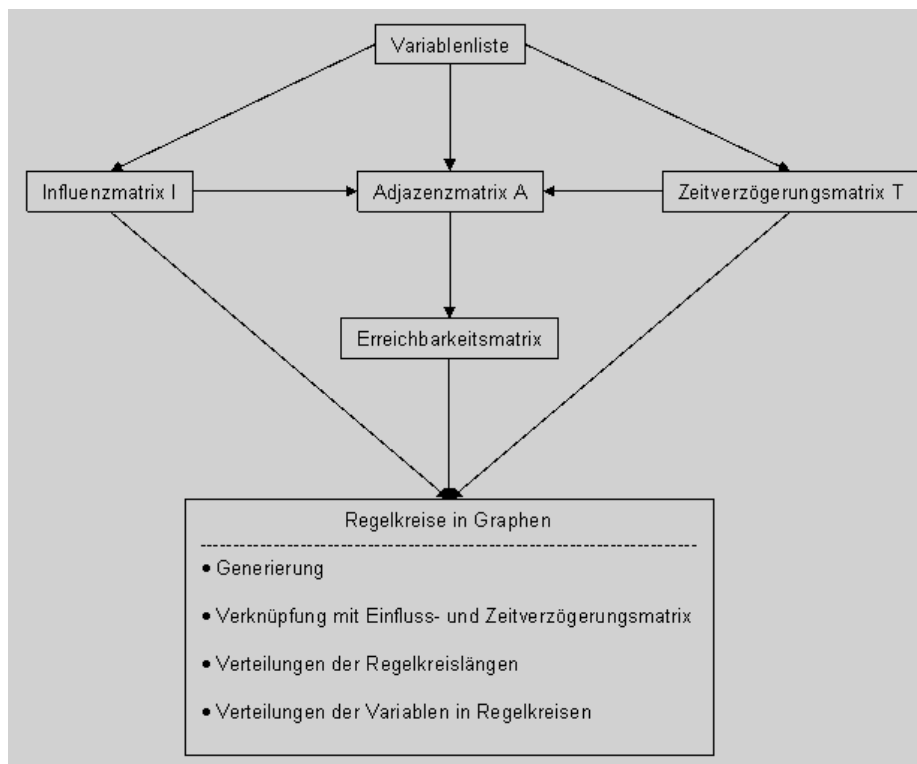 Variablenliste
Influenzmatrix I
Adjazenzmatrix A
Zeitverzögerungsmatrix T
Erreichbarkeitsmatrix
Regelkreise in Graphen
--------------------------------------------------------------
• Generierung
• Verknüpfung mit Einfluss- und Zeitverzögerungsmatrix
• Verteilungen der Regelkreislängen
• Verteilungen der Variablen in Regelkreisen